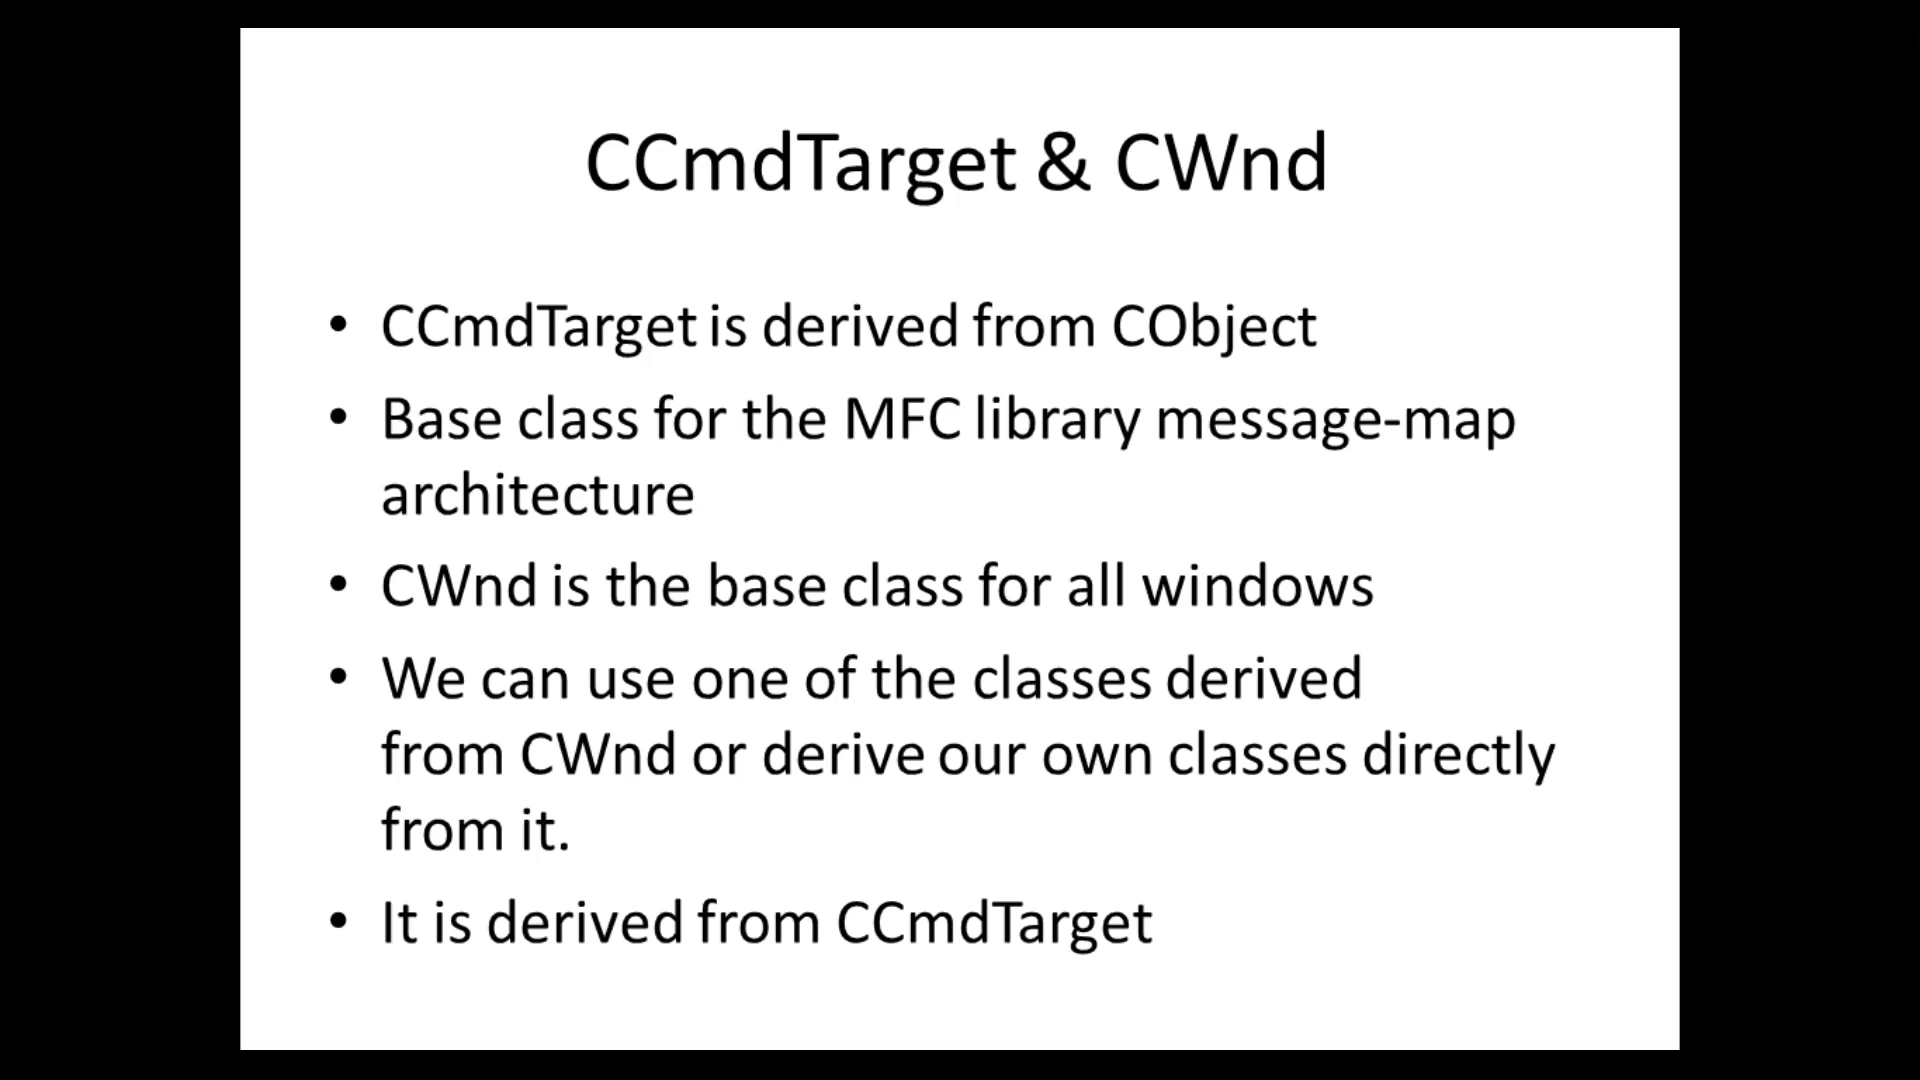 CCmdTarget & CWnd
• CCmdTarget is derived from CObject
• Base class for the MFC library message-map
architecture
• CWnd is the base class for all windows
• We can use one of the classes derived
from CWnd or derive our own classes directly
from it.
• It is derived from CCmdTarget